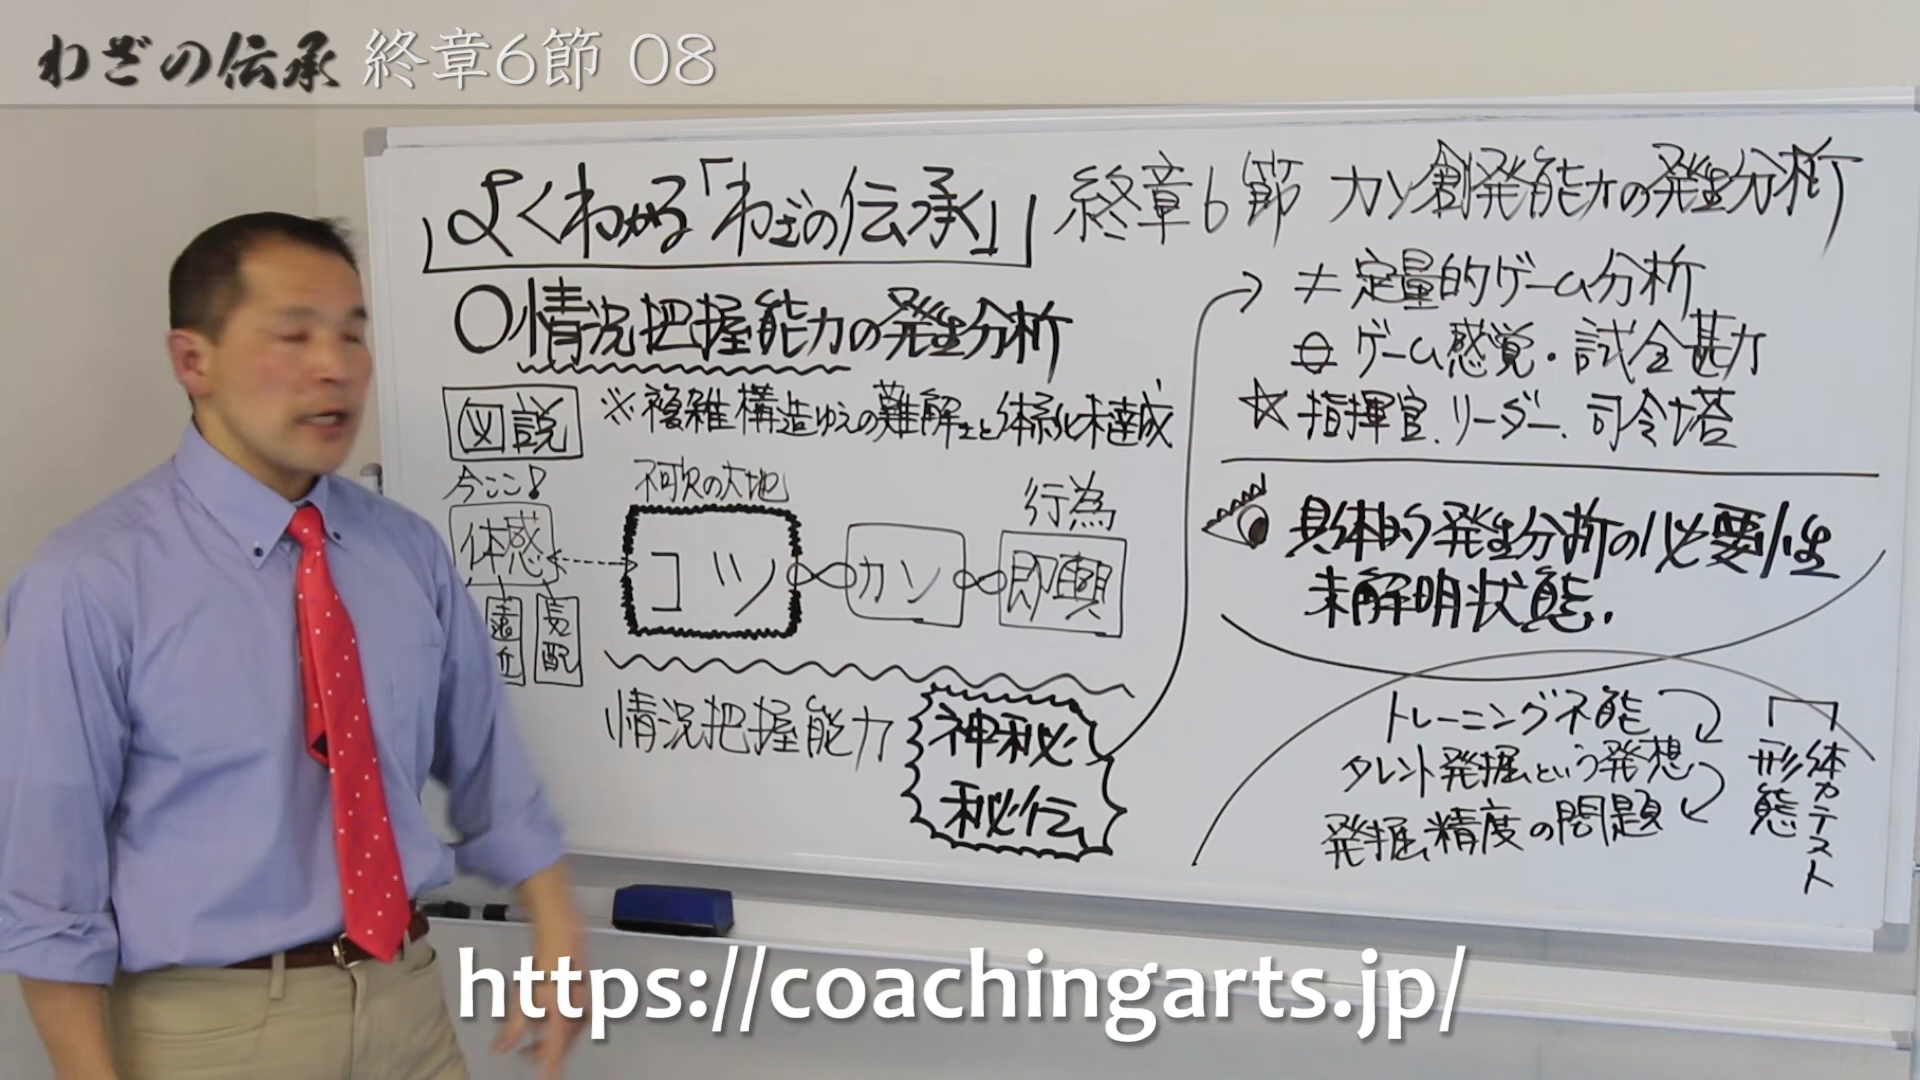 わざの伝承 終章6節 08
よくわかる「わざの伝承」
終章6節 カン創発能力の発生分析
○情況把握能力の発生分析
図説
※複雑構造ゆえの難解さと体系化未達成
今ここ!
体感
遠近
長配
不可欠の大地
コツ
カン
行為
即興
情況把握能力
神秘
秘伝
≠定量的ゲーム分析
ゲーム感覚・試合甚力
☆指揮官、リーダー、司令塔
具体的発生分析の必要性
未解明状態.
トレーニング不能
タレント発掘という発想
発掘精度の問題
体力テスト
形態
https://coachingarts.jp/